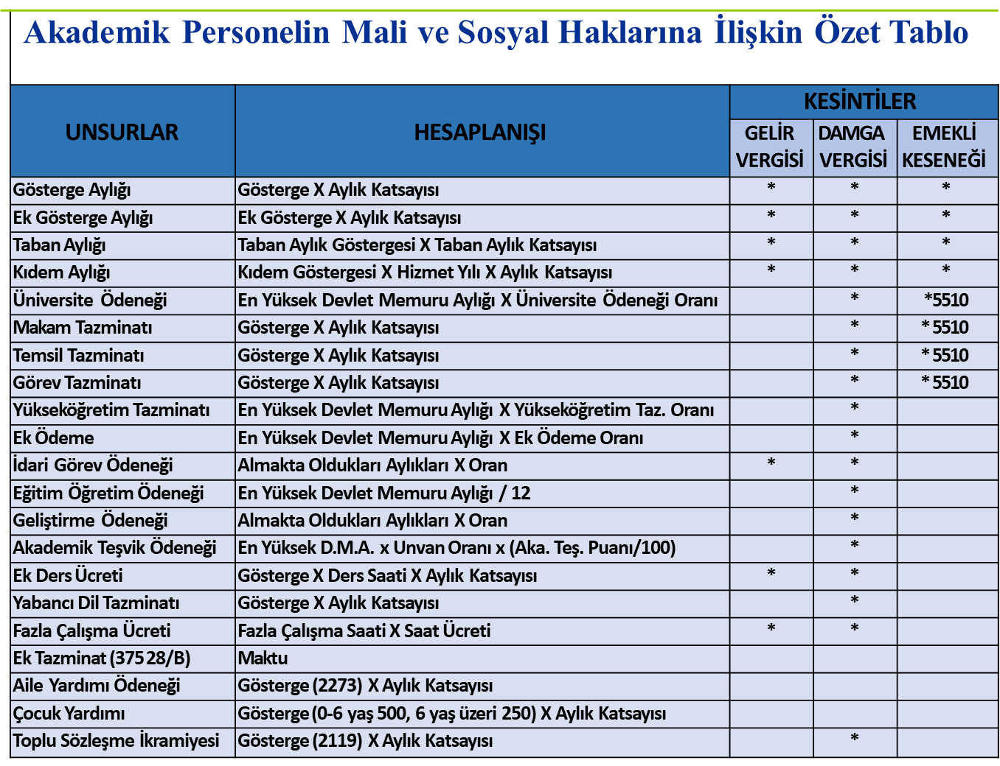 Akademik Personelin Mali ve Sosyal Haklarına İlişkin Özet Tablo
UNSURLAR HESAPLANIŞI KESİNTİLER
GELİR VERGİSİ DAMGA VERGİSİ EMEKLİ KESENEĞİ
Gösterge Aylığı Gösterge X Aylık Katsayısı * * *
Ek Gösterge Aylığı Ek Gösterge X Aylık Katsayısı * * *
Taban Aylığı Taban Aylık Göstergesi X Taban Aylık Katsayısı * * *
Kıdem Aylığı Kıdem Göstergesi X Hizmet Yılı X Aylık Katsayısı * * *
Üniversite Ödeneği En Yüksek Devlet Memuru Aylığı X Üniversite Ödeneği Oranı * *5510
Makam Tazminatı Gösterge X Aylık Katsayısı * * 5510
Temsil Tazminatı Gösterge X Aylık Katsayısı * * 5510
Görev Tazminatı Gösterge X Aylık Katsayısı * * 5510
Yükseköğretim Tazminatı En Yüksek Devlet Memuru Aylığı X Yükseköğretim Taz. Oranı *
Ek Ödeme En Yüksek Devlet Memuru Aylığı X Ek Ödeme Oranı *
İdari Görev Ödeneği Almakta Oldukları Aylıkları X Oran * *
Eğitim Öğretim Ödeneği En Yüksek Devlet Memuru Aylığı / 12 *
Geliştirme Ödeneği Almakta Oldukları Aylıkları X Oran *
Akademik Teşvik Ödeneği En Yüksek D.M.A. x Unvan Oranı x (Aka. Teş. Puanı/100) *
Ek Ders Ücreti Gösterge X Ders Saati X Aylık Katsayısı * *
Yabancı Dil Tazminatı Gösterge X Aylık Katsayısı *
Fazla Çalışma Ücreti Fazla Çalışma Saati X Saat Ücreti * *
Ek Tazminat (375 28/B) Maktu
Aile Yardımı Ödeneği Gösterge (2273) X Aylık Katsayısı
Çocuk Yardımı Gösterge (0-6 yaş 500, 6 yaş üzeri 250) X Aylık Katsayısı
Toplu Sözleşme İkramiyesi Gösterge (2119) X Aylık Katsayısı *